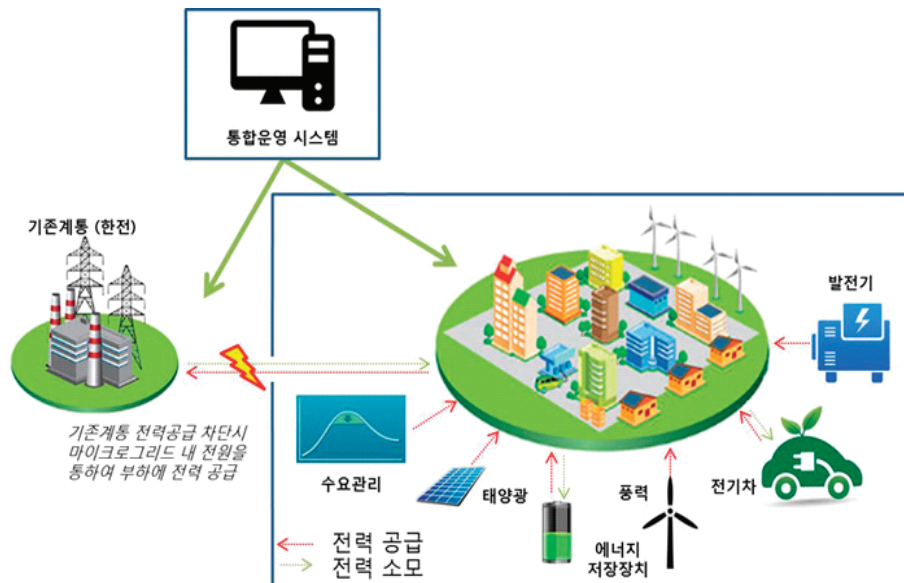 통합운영 시스템
기존계통 (한전)
발전기
기존계통 전력공급 차단시
마이크로그리드 내 전원을
통하여 부하에 전력 공급
수요관리
태양광
풍력
전기차
에너지
저장장치
전력 공급
전력 소모